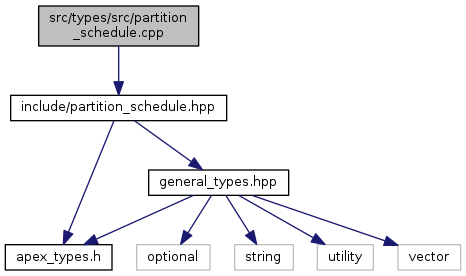 src/types/src/partition
_schedule.cpp
include/partition_schedule.hpp
general_types.hpp
apex_types.h
optional
string
utility
vector